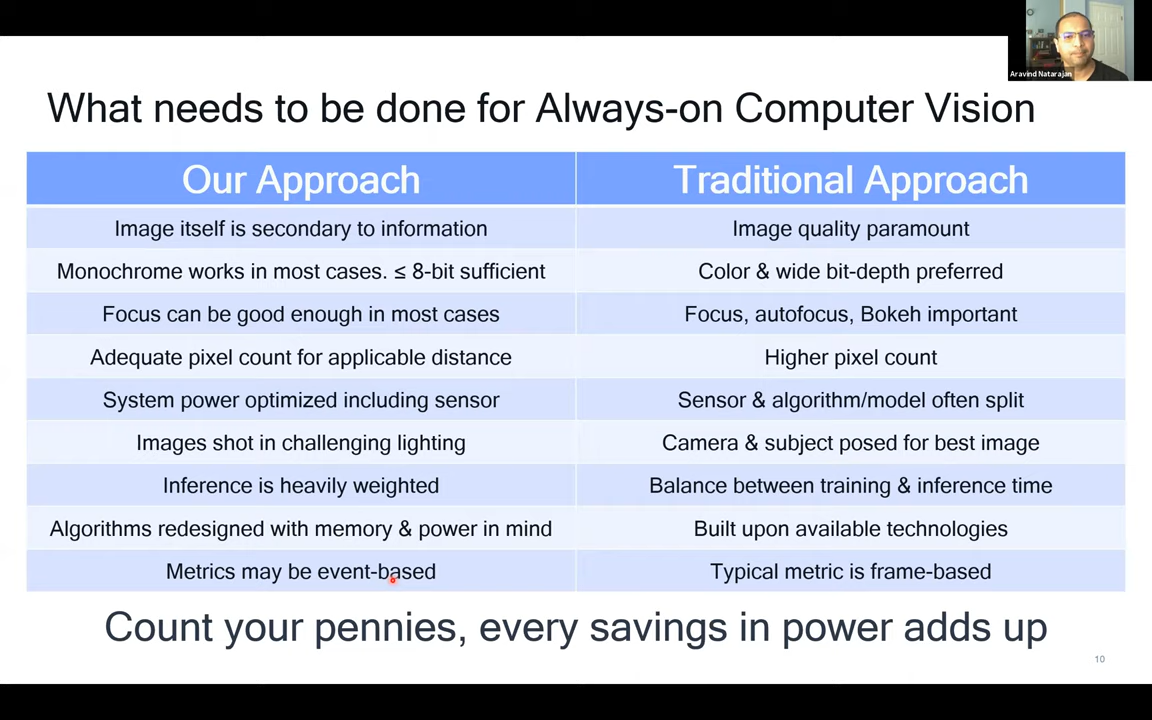 Aravind Natarajan
What needs to be done for Always-on Computer Vision
Our Approach
Traditional Approach
Image itself is secondary to information
Image quality paramount
Monochrome works in most cases. ≤ 8-bit sufficient
Color & wide bit-depth preferred
Focus can be good enough in most cases
Focus, autofocus, Bokeh important
Adequate pixel count for applicable distance
Higher pixel count
System power optimized including sensor
Sensor & algorithm/model often split
Images shot in challenging lighting
Camera & subject posed for best image
Inference is heavily weighted
Balance between training & inference time
Algorithms redesigned with memory & power in mind
Built upon available technologies
Metrics may be event-based
Typical metric is frame-based
Count your pennies, every savings in power adds up
10